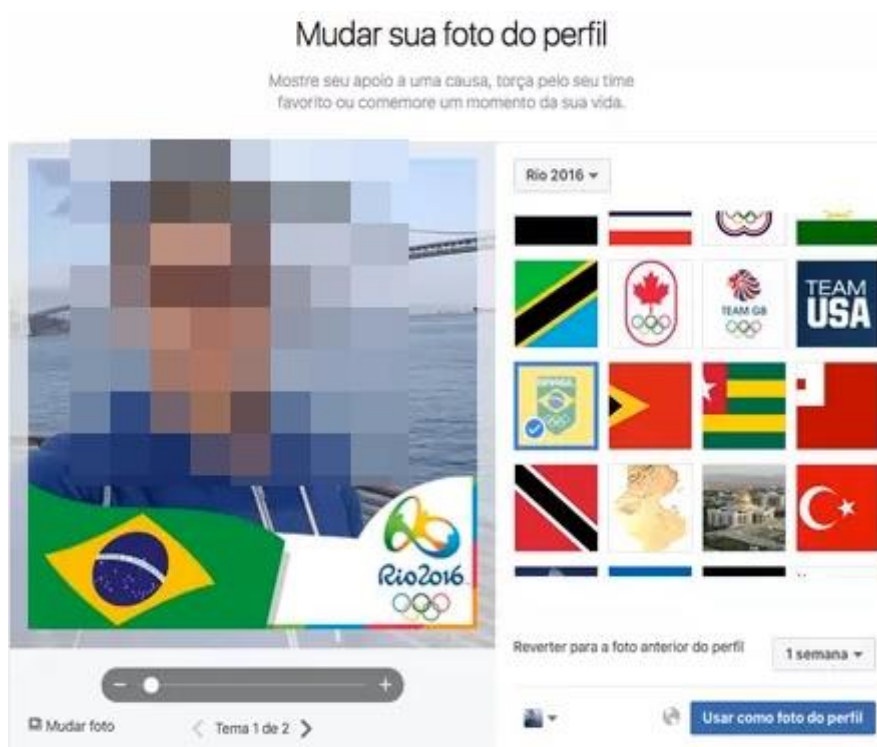 Mudar sua foto do perfil
Mostre seu apoio a uma causa, torça pelo seu time
favorito ou comemore um momento da sua vida.
Rio 2016
TEAM GB
TEAM
USA
Rio2016
Reverter para a foto anterior do perfil
1 semana
Mudar foto
Tema 1 de 2
Usar como foto do perfil